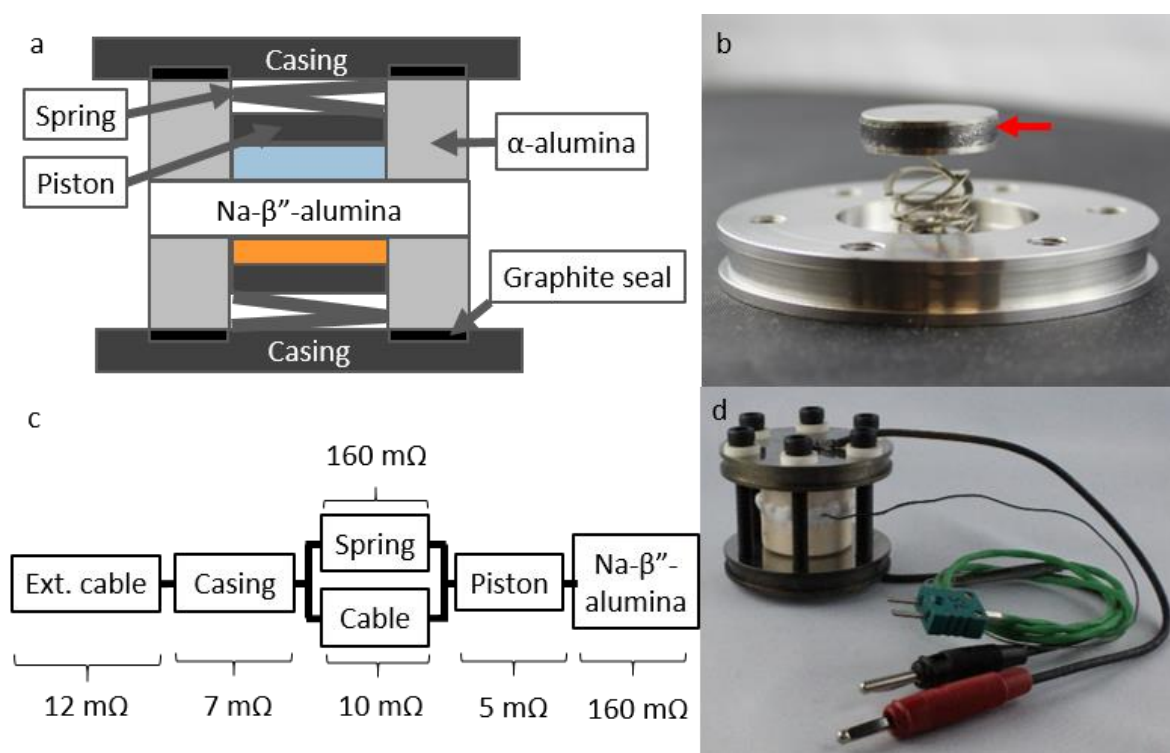 a
Casing
Spring
Piston
α-alumina
Na-β”-alumina
Graphite seal
Casing
b
c
160 mΩ
Spring
Ext. cable
Casing
Cable
Piston
Na-β”-
alumina
12 mΩ
7 mΩ
10 mΩ
5 mΩ
160 mΩ
d